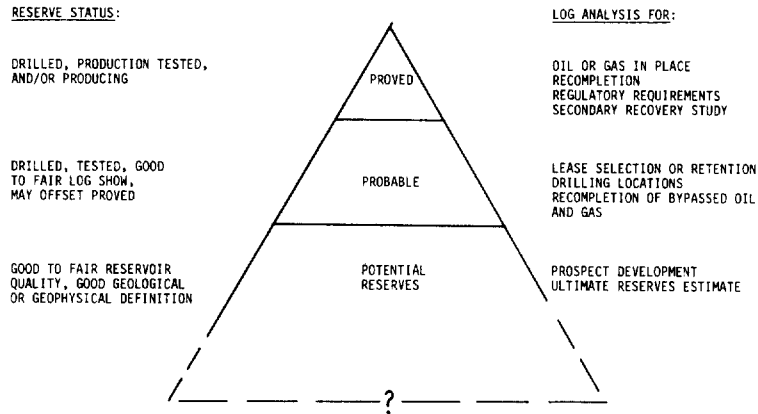 RESERVE STATUS:
LOG ANALYSIS FOR:
DRILLED, PRODUCTION TESTED,
AND/OR PRODUCING
PROVED
OIL OR GAS IN PLACE
RECOMPLETION
REGULATORY REQUIREMENTS
SECONDARY RECOVERY STUDY
DRILLED, TESTED, GOOD
TO FAIR LOG SHOW,
MAY OFFSET PROVED
PROBABLE
LEASE SELECTION OR RETENTION
DRILLING LOCATIONS
RECOMPLETION OF BYPASSED OIL
AND GAS
GOOD TO FAIR RESERVOIR
QUALITY, GOOD GEOLOGICAL
OR GEOPHYSICAL DEFINITION
POTENTIAL
RESERVES
PROSPECT DEVELOPMENT
ULTIMATE RESERVES ESTIMATE
?